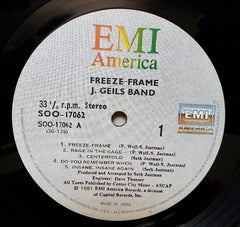 EMI
America
FREEZE-FRAME
J. GEILS BAND
33⅓ r.p.m. Stereo
SOO-17062
SOO-17062 A
(30-135)
1
EMI
AMERICA
1. FREEZE-FRAME (P. Wolf-S. Justman)
2. RAGE IN THE CAGE (P. Wolf-S. Justman)
3. CENTERFOLD (Seth Justman)
4. DO YOU REMEMBER WHEN (P. Wolf-S. Justman)
5. INSANE, INSANE AGAIN (Seth Justman)
Produced and Arranged by Seth Justman
Engineer: Dave Thoener
All Tunes Published by Center City Music - ASCAP
℗ 1981 EMI America Records, a division
of Capitol Records, Inc.
MADE IN INDIA